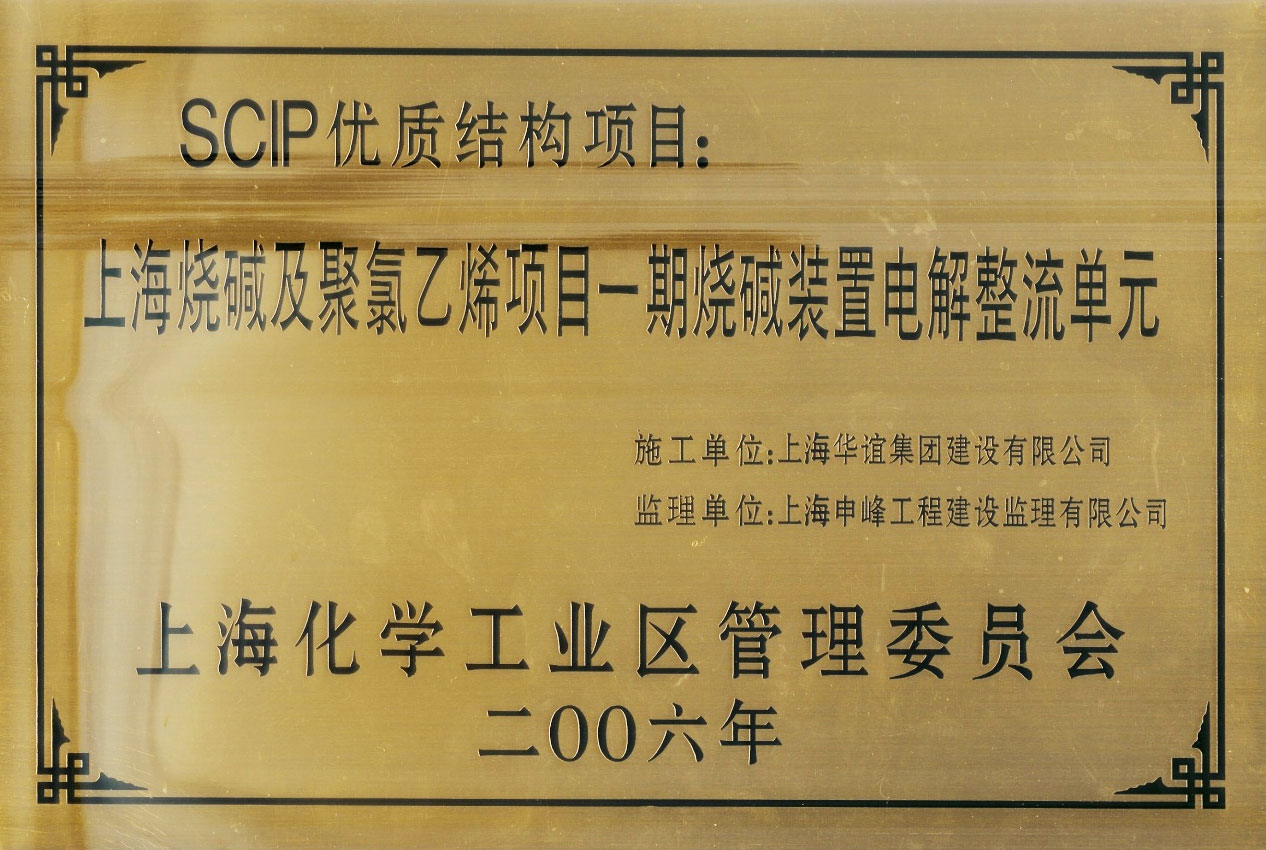 SCIP优质结构项目:
上海烧碱及聚氯乙烯项目一期烧碱装置电解整流单元
施工单位:上海华谊集团建设有限公司
监理单位:上海申峰工程建设监理有限公司
上海化学工业区管理委员会
二00六年